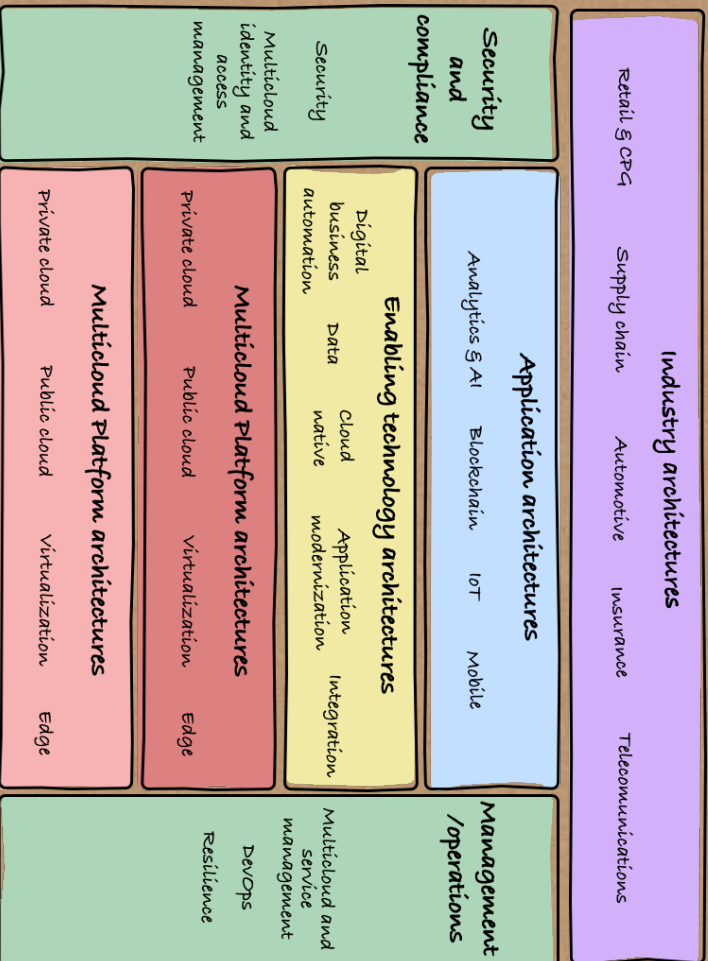 Industry architectures
Retail & CPG
Supply chain
Automotive
Insurance
Telecomunications
Security
and
compliance
Security
Multicloud
identity and
access
management
Application architectures
Analytics & AI
Blockchain
IoT
Mobile
Enabling technology architectures
Digital
business
automation
Data
Cloud
native
Application
modernization
Integration
Multicloud Platform architectures
Private cloud
Public cloud
Virtualization
Edge
Multicloud Platform architectures
Private cloud
Public cloud
Virtualization
Edge
Management
/operations
Multicloud and
service
management
DevOps
Resilience